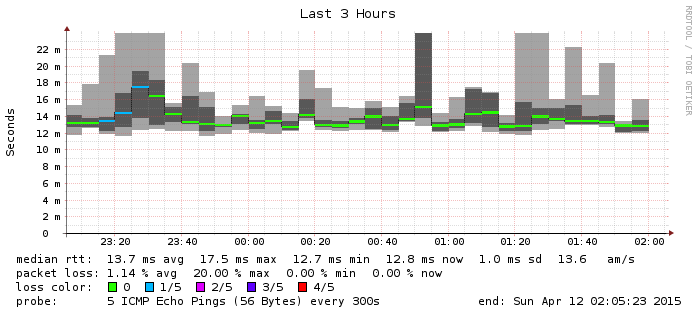 Last 3 Hours
RRDTOOL / TOBI OETIKER
Seconds
22 m
20 m
18 m
16 m
14 m
12 m
10 m
8 m
6 m
4 m
2 m
0
23:20 23:40 00:00 00:20 00:40 01:00 01:20 01:40 02:00
median rtt: 13.7 ms avg 17.5 ms max 12.7 ms min 12.8 ms now 1.0 ms sd 13.6 am/s
packet loss: 1.14 % avg 20.00 % max 0.00 % min 0.00 % now
loss color: 0 1/5 2/5 3/5 4/5
probe: 5 ICMP Echo Pings (56 Bytes) every 300s end: Sun Apr 12 02:05:23 2015